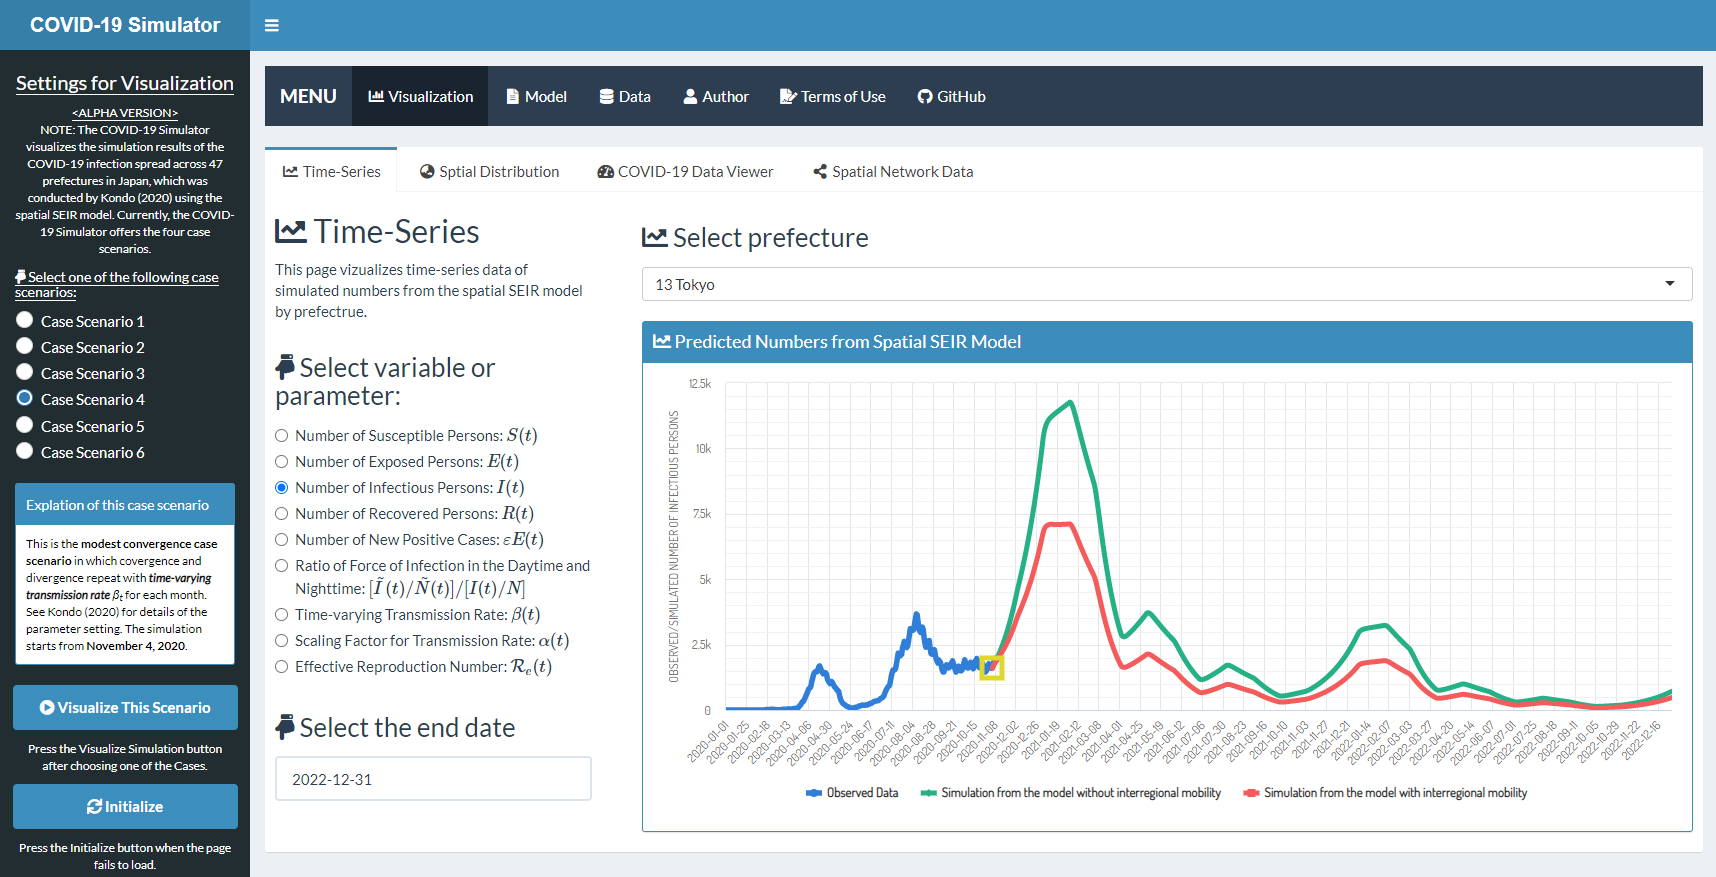 COVID-19 Simulator
Settings for Visualization
<ALPHA VERSION>
NOTE: The COVID-19 Simulator
visualizes the simulation results of the
COVID-19 infection spread across 47
prefectures in Japan, which was
conducted by Kondo (2020) using the
spatial SEIR model. Currently, the COVID-
19 Simulator offers the four case
scenarios.
Select one of the following case
scenarios:
Case Scenario 1
Case Scenario 2
Case Scenario 3
Case Scenario 4
Case Scenario 5
Case Scenario 6
Explation of this case scenario
This is the modest convergence case
scenario in which covergence and
divergence repeat with time-varying
transmission rate βt for each month.
See Kondo (2020) for details of the
parameter setting. The simulation
starts from November 4, 2020.
Visualize This Scenario
Press the Visualize Simulation button
after choosing one of the Cases.
Initialize
Press the Initialize button when the page
fails to load.
MENU Visualization Model Data Author Terms of Use GitHub
Time-Series Sptial Distribution COVID-19 Data Viewer Spatial Network Data
Time-Series
This page vizualizes time-series data of
simulated numbers from the spatial SEIR model
by prefectrue.
Select variable or
parameter:
Number of Susceptible Persons: S(t)
Number of Exposed Persons: E(t)
Number of Infectious Persons: I(t)
Number of Recovered Persons: R(t)
Number of New Positive Cases: εE(t)
Ratio of Force of Infection in the Daytime and
Nighttime: [Ĩ(t)/Ñ(t)]/[I(t)/N]
Time-varying Transmission Rate: β(t)
Scaling Factor for Transmission Rate: α(t)
Effective Reproduction Number: ℛe(t)
Select the end date
2022-12-31
Select prefecture
13 Tokyo
Predicted Numbers from Spatial SEIR Model
OBSERVED/SIMULATED NUMBER OF INFECTIOUS PERSONS
12.5k
10k
7.5k
5k
2.5k
0
2020-01-01
2020-01-25
2020-02-18
2020-03-13
2020-04-06
2020-04-30
2020-05-24
2020-06-17
2020-07-11
2020-08-04
2020-08-28
2020-09-21
2020-10-15
2020-11-08
2020-12-02
2020-12-26
2021-01-19
2021-02-12
2021-03-08
2021-04-01
2021-04-25
2021-05-19
2021-06-12
2021-07-06
2021-07-30
2021-08-23
2021-09-16
2021-10-10
2021-11-03
2021-11-27
2021-12-21
2022-01-14
2022-02-07
2022-03-03
2022-03-27
2022-04-20
2022-05-14
2022-06-07
2022-07-01
2022-07-25
2022-08-18
2022-09-11
2022-10-05
2022-10-29
2022-11-22
2022-12-16
Observed Data Simulation from the model without interregional mobility Simulation from the model with interregional mobility